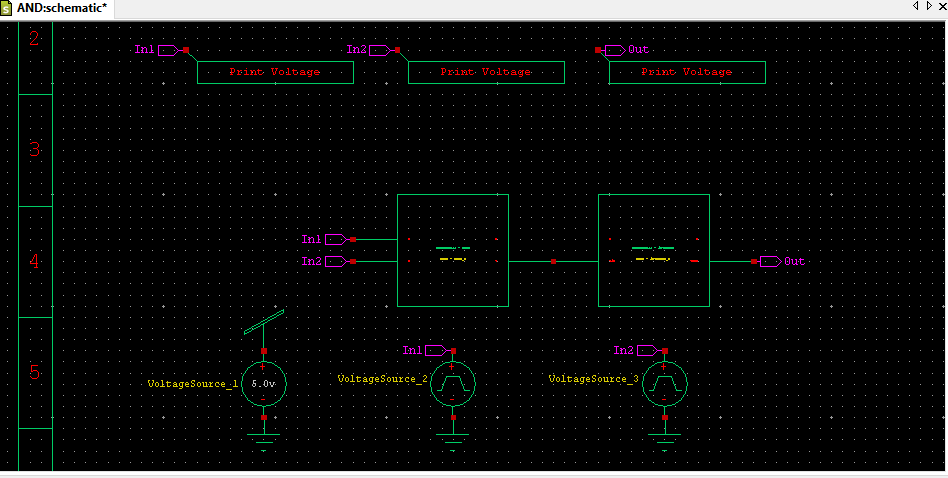 AND:schematic*
2
In1
In2
Out
Print Voltage
Print Voltage
Print Voltage
3
In1
4
In2
Out
In1
In2
5
VoltageSource_1
5.0v
VoltageSource_2
VoltageSource_3